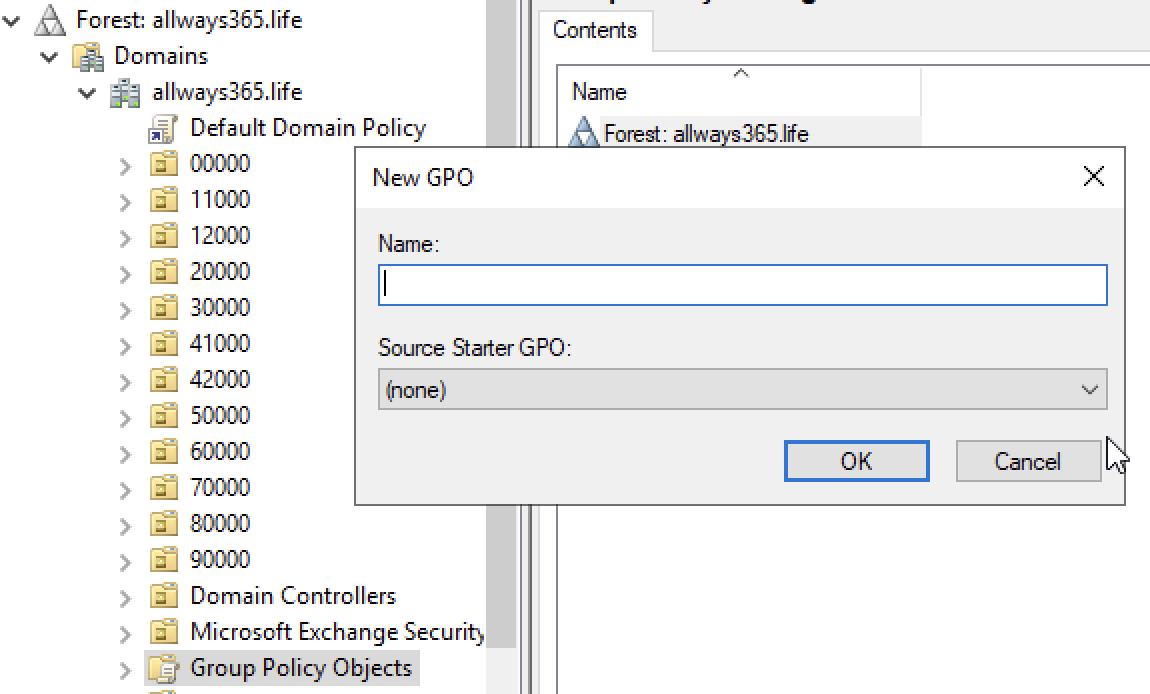 Forest: allways365.life
Domains
allways365.life
Default Domain Policy
00000
11000
12000
20000
30000
41000
42000
50000
60000
70000
80000
90000
Domain Controllers
Microsoft Exchange Security
Group Policy Objects
Contents
Name
Forest: allways365.life
New GPO
Name:
Source Starter GPO:
(none)
OK
Cancel